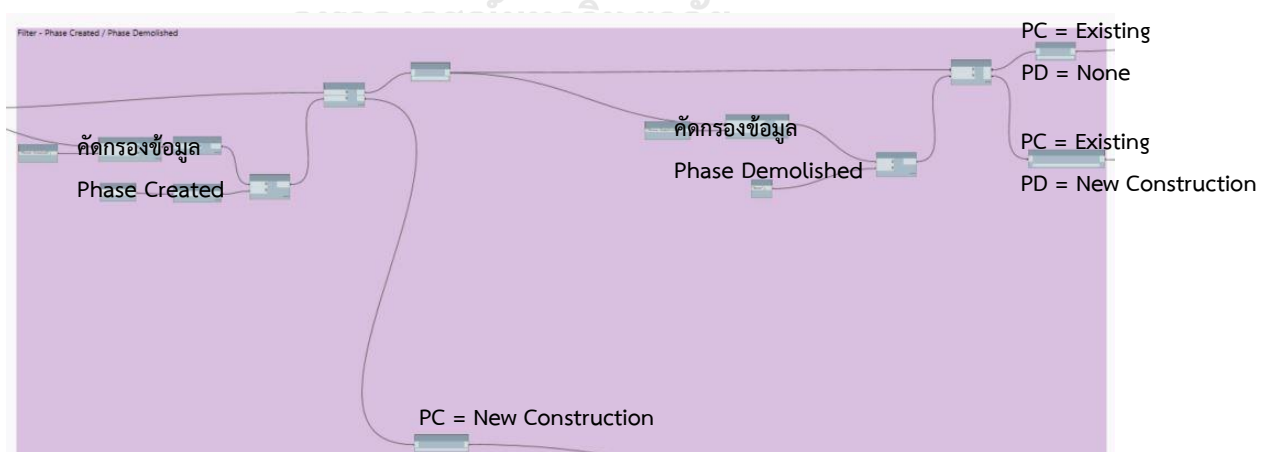 Filter - Phase Created / Phase Demolished
PC = Existing
PD = None
คัดกรองข้อมูล
Phase Created
คัดกรองข้อมูล
Phase Demolished
PC = Existing
PD = New Construction
PC = New Construction